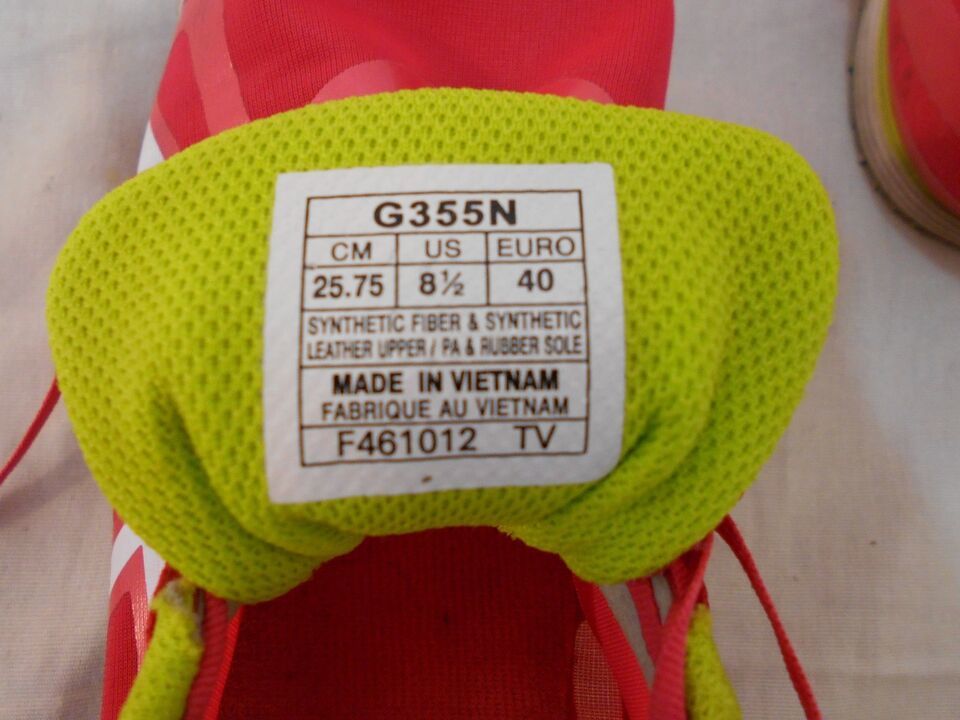 G355N
CM US EURO
25.75 8½ 40
SYNTHETIC FIBER & SYNTHETIC
LEATHER UPPER / PA & RUBBER SOLE
MADE IN VIETNAM
FABRIQUE AU VIETNAM
F461012 TV